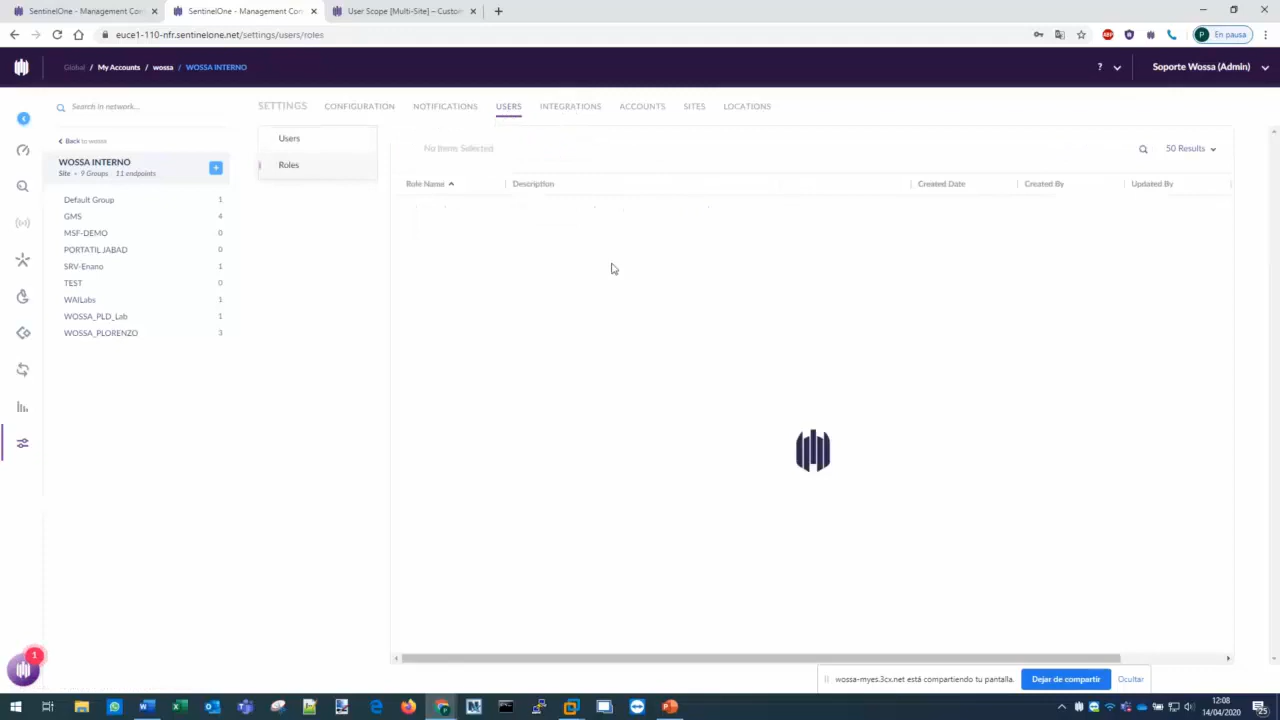 SentinelOne - Management Con
SentinelOne - Management Con
User Scope [Multi-Site] – Custom
euce1-110-nfr.sentinelone.net/settings/users/roles
ABP
P En pausa
Global / My Accounts / wossa / WOSSA INTERNO
? Soporte Wossa (Admin)
Search in network...
SETTINGS CONFIGURATION NOTIFICATIONS USERS INTEGRATIONS ACCOUNTS SITES LOCATIONS
Back to wossa
WOSSA INTERNO
Site • 9 Groups 11 endpoints
Default Group 1
GMS 4
MSF-DEMO 0
PORTATIL JABAD 0
SRV-Enano 1
TEST 0
WAILabs 1
WOSSA_PLD_Lab 1
WOSSA_PLORENZO 3
Users
Roles
No Items Selected
50 Results
Role Name Description Created Date Created By Updated By
1
wossa-myes.3cx.net está compartiendo tu pantalla.
Dejar de compartir
Ocultar
12:08
14/04/2020
25